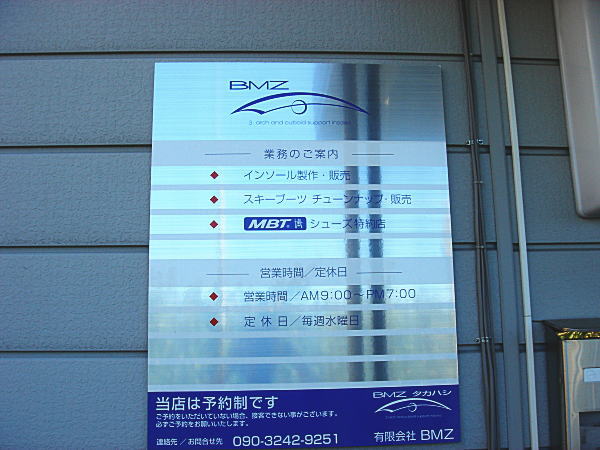 BMZ
3 arch and cuboid support insole
業務のご案内
◆ インソール製作・販売
◆ スキーブーツ チューンナップ・販売
◆ MBT シューズ特約店
営業時間／定休日
◆ 営業時間／AM9:00～PM7:00
◆ 定 休 日／毎週水曜日
当店は予約制です
ご予約をいただいていない場合、接客できない事がございます。
必ずご予約をお願いいたします。
連絡先／お問合せ先 090-3242-9251
BMZ タカハシ
有限会社 BMZ